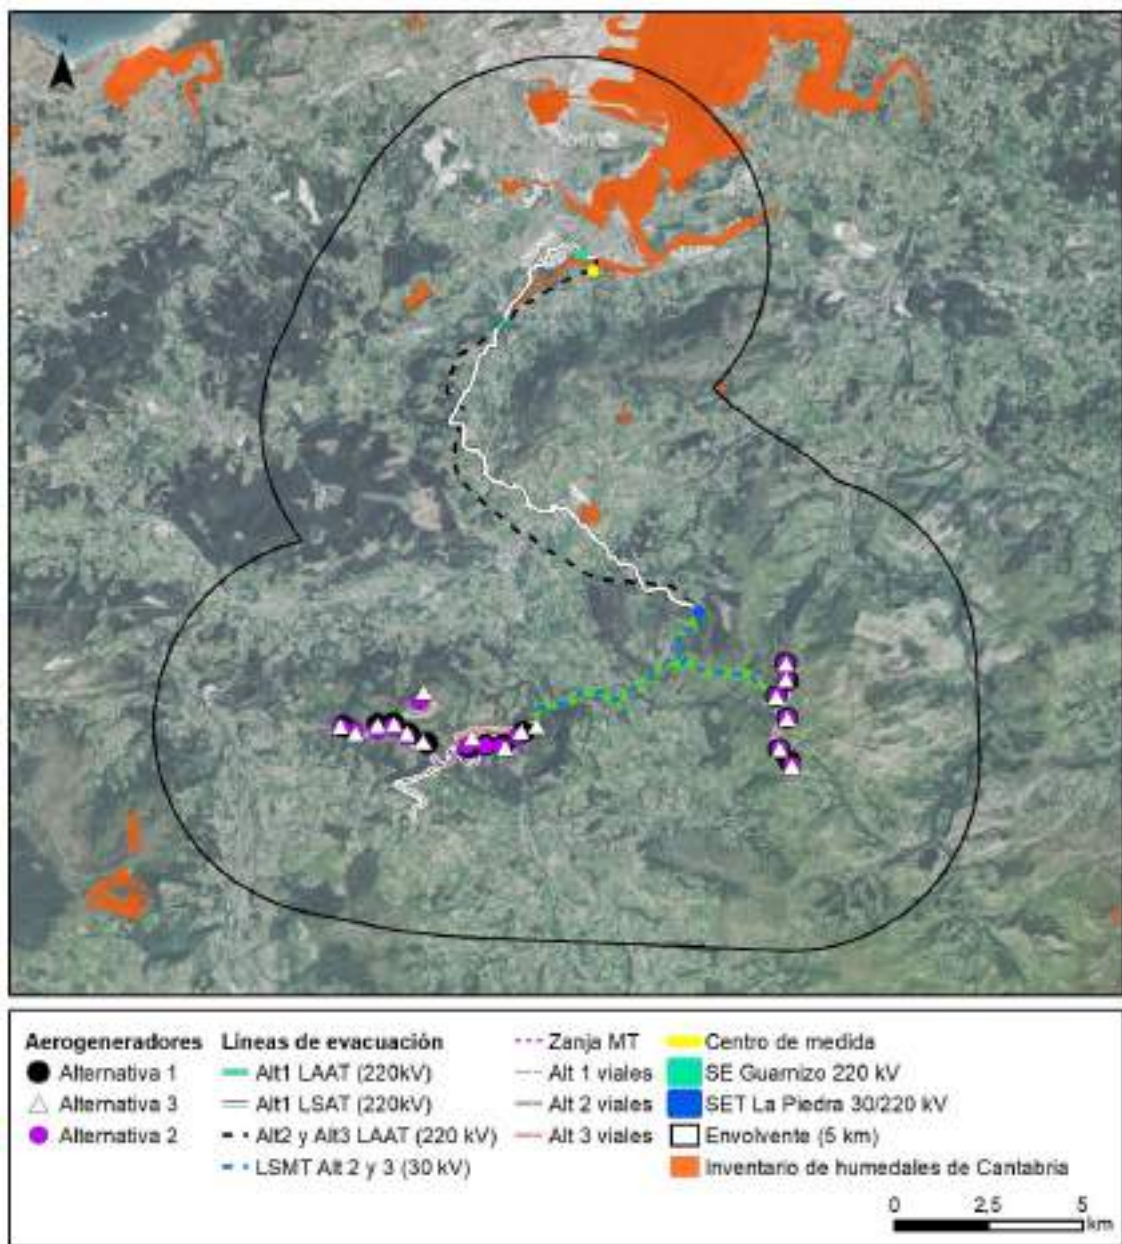 Aerogeneradores
Alternativa 1
Alternativa 3
Alternativa 2
Líneas de evacuación
Alt1 LAAT (220kV)
Alt1 LSAT (220kV)
Alt2 y Alt3 LAAT (220 kV)
LSMT Alt 2 y 3 (30 kV)
Zanja MT
Alt 1 viales
Alt 2 viales
Alt 3 viales
Centro de medida
SE Guarnizo 220 kV
SET La Piedra 30/220 kV
Envolvente (5 km)
Inventario de humedales de Cantabria
0 2,5 5
km